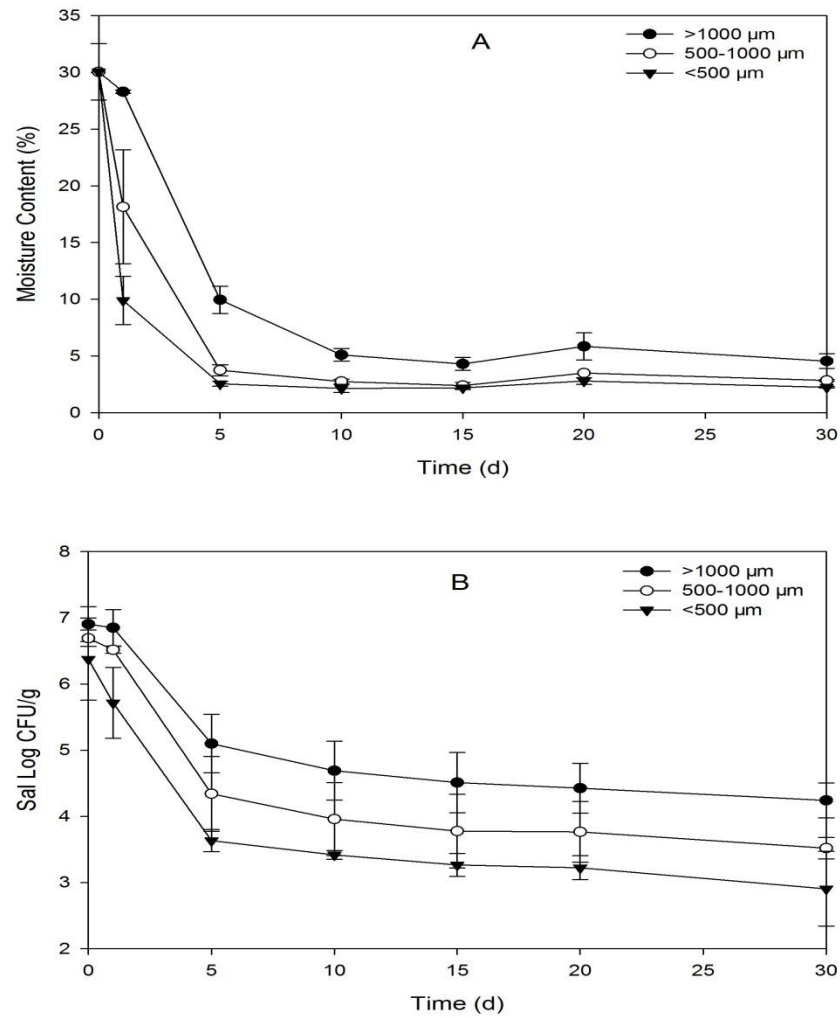 35
30
25
20
15
10
5
0
Moisture Content (%)
A
>1000 µm
500-1000 µm
<500 µm
0 5 10 15 20 25 30
Time (d)
8
7
6
5
4
3
2
Sal Log CFU/g
B
>1000 µm
500-1000 µm
<500 µm
0 5 10 15 20 25 30
Time (d)